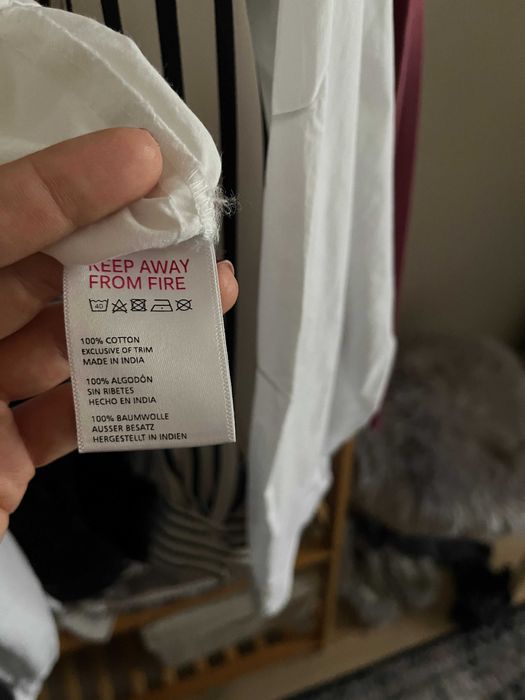 KEEP AWAY
FROM FIRE
40
100% COTTON
EXCLUSIVE OF TRIM
MADE IN INDIA
100% ALGODÓN
SIN RIBETES
HECHO EN INDIA
100% BAUMWOLLE
AUSSER BESATZ
HERGESTELLT IN INDIEN